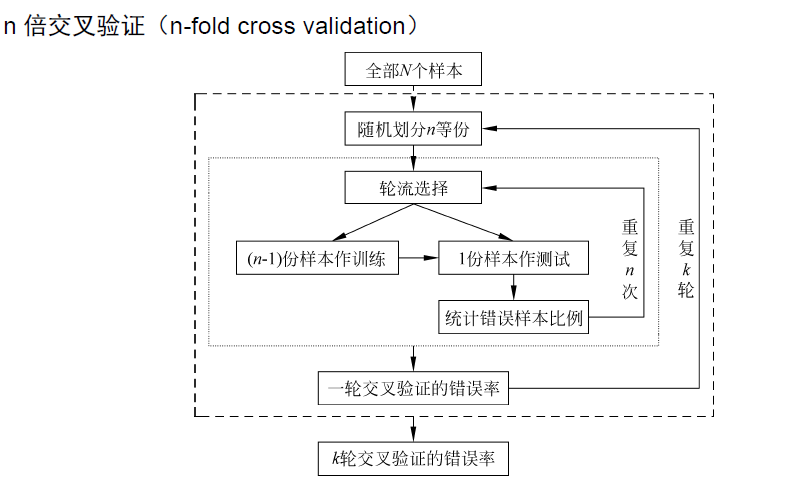 n 倍交叉验证（n-fold cross validation）
全部N个样本
随机划分n等份
轮流选择
(n-1)份样本作训练
1份样本作测试
统计错误样本比例
重复n次
重复k轮
一轮交叉验证的错误率
k轮交叉验证的错误率